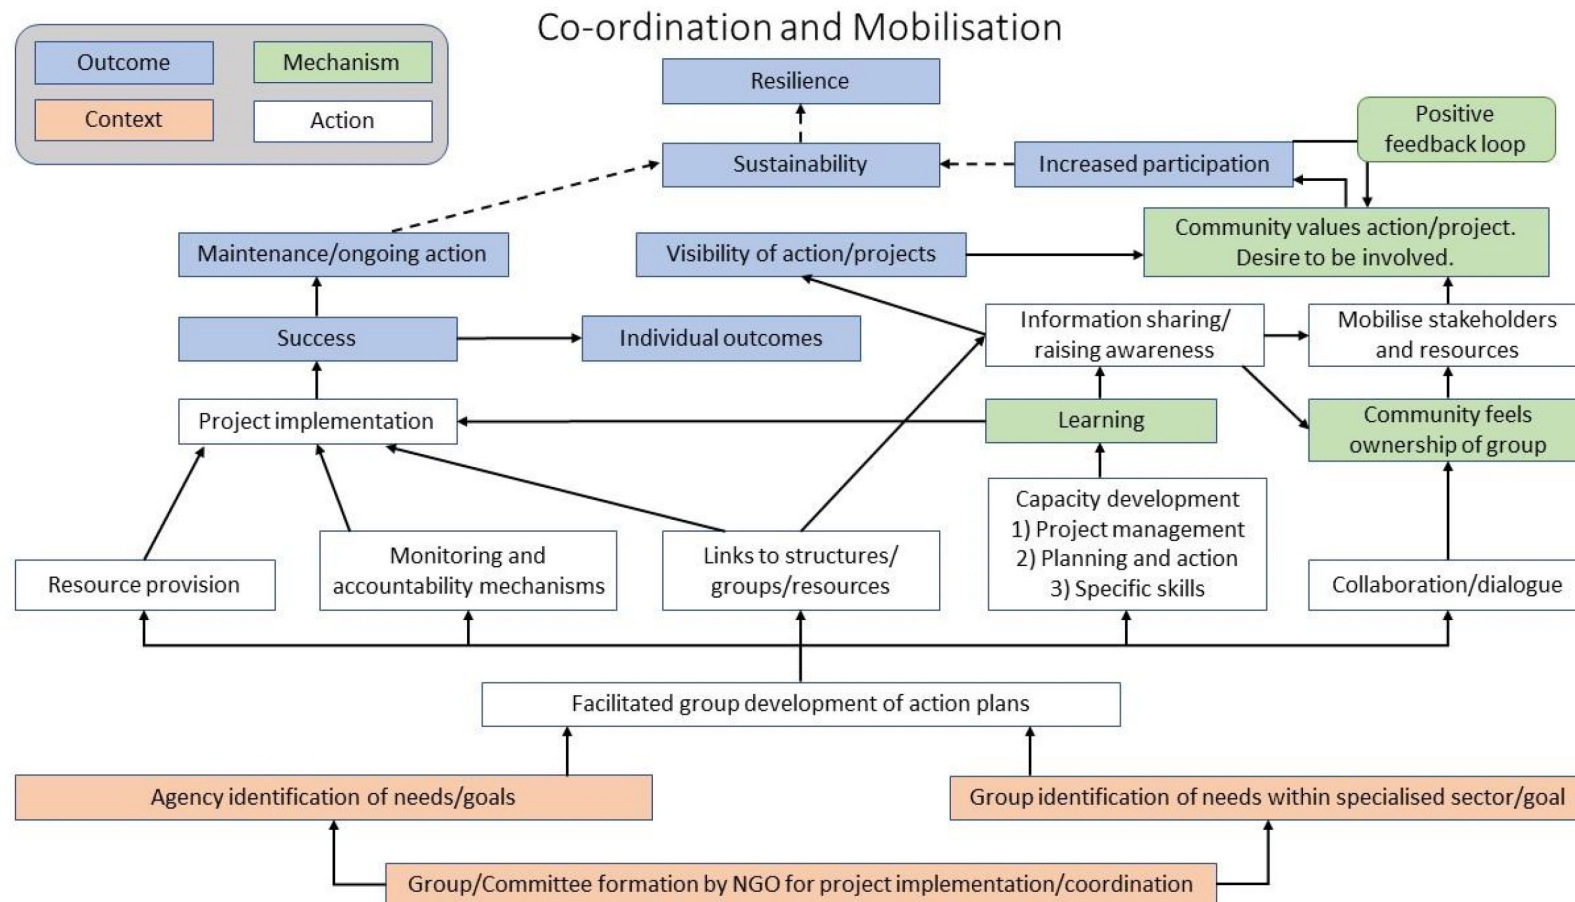 Co-ordination and Mobilisation
Outcome
Mechanism
Context
Action
Resilience
Positive
feedback loop
Sustainability
Increased participation
Community values action/project.
Desire to be involved.
Maintenance/ongoing action
Visibility of action/projects
Success
Individual outcomes
Information sharing/
raising awareness
Mobilise stakeholders
and resources
Project implementation
Learning
Community feels
ownership of group
Resource provision
Monitoring and
accountability mechanisms
Links to structures/
groups/resources
Capacity development
1) Project management
2) Planning and action
3) Specific skills
Collaboration/dialogue
Facilitated group development of action plans
Agency identification of needs/goals
Group identification of needs within specialised sector/goal
Group/Committee formation by NGO for project implementation/coordination